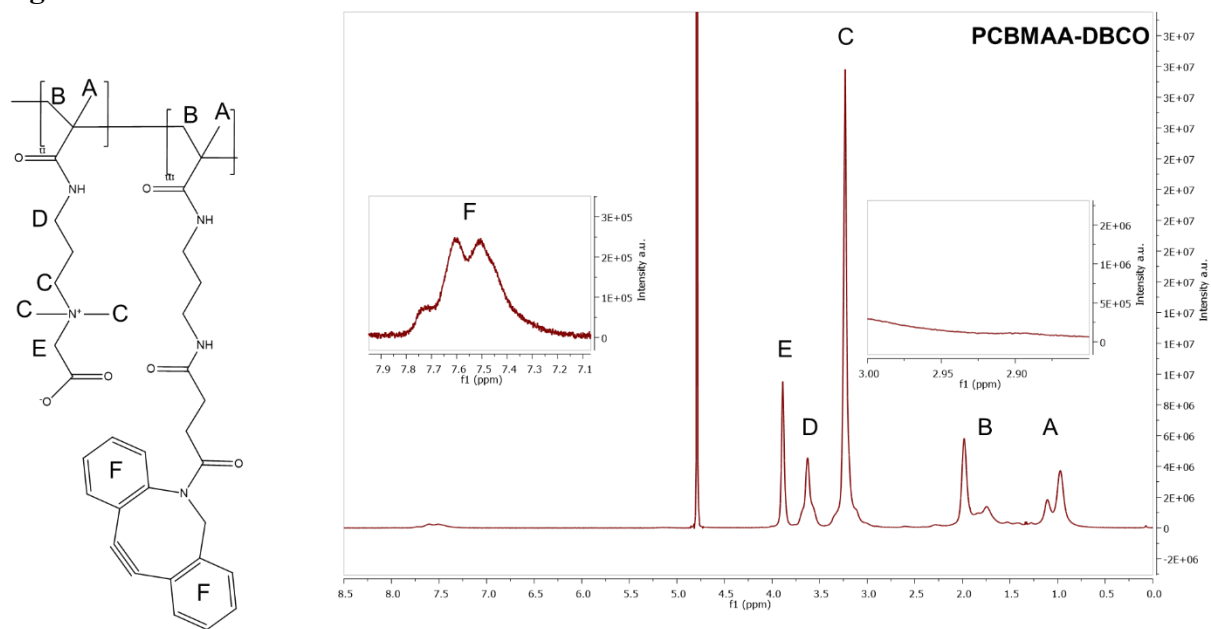 g
B
A
B
A
O
NH
O
NH
D
C
C
N+
C
E
O
-O
NH
O
O
N
F
F
PCBMAA-DBCO
C
F
E
D
B
A
3E+05
2E+05
1E+05
0
Intensity a.u.
7.9 7.8 7.7 7.6 7.5 7.4 7.3 7.2 7.1
f1 (ppm)
2E+06
1E+06
5E+05
0
Intensity a.u.
3.00 2.95 2.90
f1 (ppm)
3E+07
3E+07
3E+07
3E+07
2E+07
2E+07
2E+07
2E+07
2E+07
1E+07
1E+07
1E+07
8E+06
6E+06
4E+06
2E+06
0
-2E+06
Intensity a.u.
8.5 8.0 7.5 7.0 6.5 6.0 5.5 5.0 4.5 4.0 3.5 3.0 2.5 2.0 1.5 1.0 0.5 0.0
f1 (ppm)